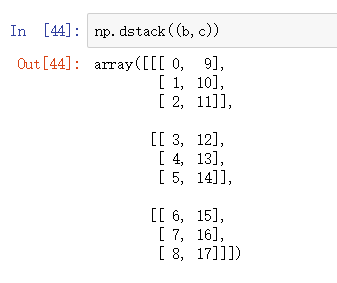 In [44]: np.dstack((b,c))
Out[44]: array([[[ 0,  9],
        [ 1, 10],
        [ 2, 11]],

       [[ 3, 12],
        [ 4, 13],
        [ 5, 14]],

       [[ 6, 15],
        [ 7, 16],
        [ 8, 17]]])